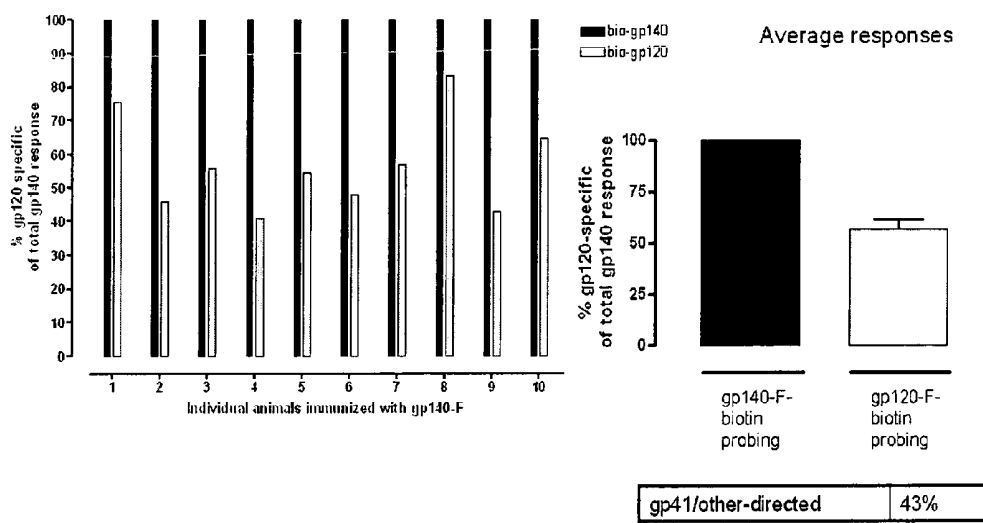 bio-gp140
bio-gp120
% gp120 specific
of total gp140 response
100
90
80
70
60
50
40
30
20
10
0
1 2 3 4 5 6 7 8 9 10
Individual animals immunized with gp140-F
Average responses
% gp120-specific
of total gp140 response
100
75
50
25
0
gp140-F-
biotin
probing
gp120-F-
biotin
probing
gp41/other-directed 43%